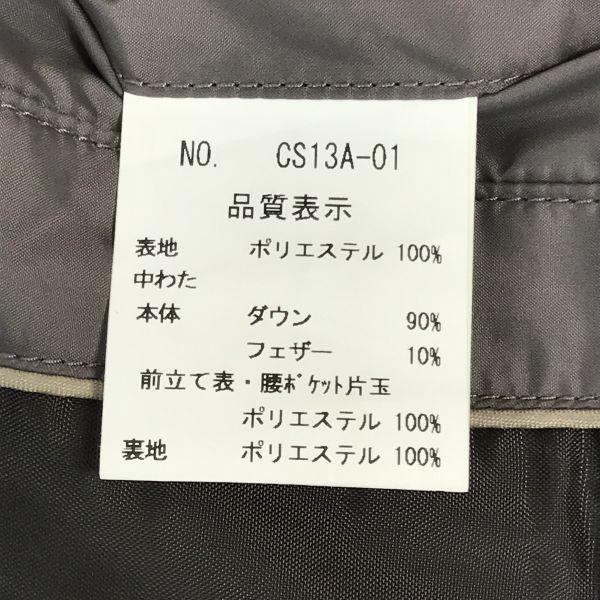 NO. CS13A-01
品質表示
表地 ポリエステル 100%
中わた
本体 ダウン 90%
フェザー 10%
前立て表・腰ﾎﾟｹｯﾄ片玉
ポリエステル 100%
裏地 ポリエステル 100%